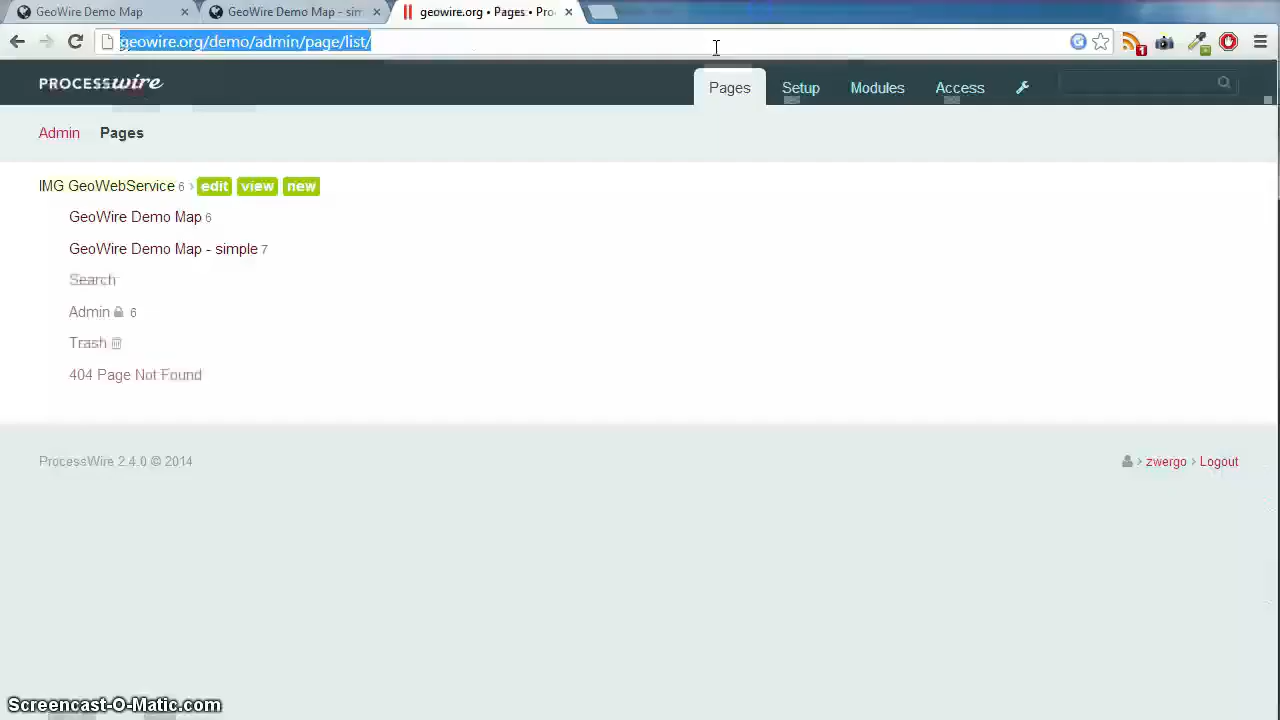 GeoWire Demo Map × GeoWire Demo Map - sim × geowire.org • Pages • Pro ×
geowire.org/demo/admin/page/list/ 1
PROCESSwire Pages Setup Modules Access
Admin Pages
IMG GeoWebService 6 › edit view new
GeoWire Demo Map 6
GeoWire Demo Map - simple 7
Search
Admin 6
Trash
404 Page Not Found
ProcessWire 2.4.0 © 2014 › zwergo › Logout
Screencast-O-Matic.com